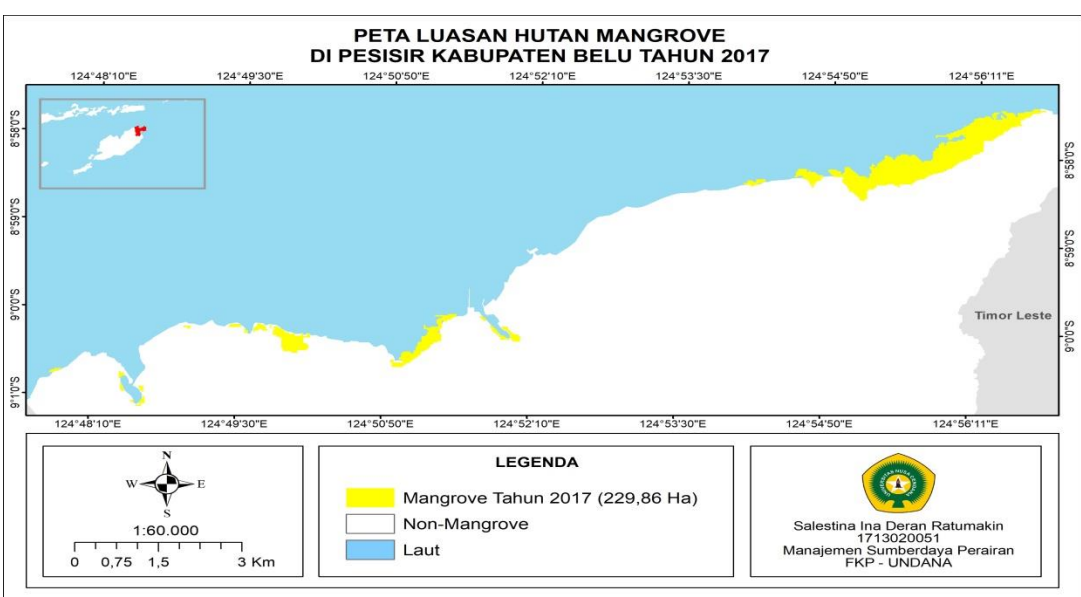 PETA LUASAN HUTAN MANGROVE
DI PESISIR KABUPATEN BELU TAHUN 2017
124°48'10"E 124°49'30"E 124°50'50"E 124°52'10"E 124°53'30"E 124°54'50"E 124°56'11"E
8°58'0"S
8°59'0"S
9°0'0"S
9°1'0"S
8°58'0"S
8°59'0"S
9°0'0"S
Timor Leste
124°48'10"E 124°49'30"E 124°50'50"E 124°52'10"E 124°53'30"E 124°54'50"E 124°56'11"E
N
W E
S
1:60.000
0 0,75 1,5 3 Km
LEGENDA
Mangrove Tahun 2017 (229,86 Ha)
Non-Mangrove
Laut
UNIVERSITAS NUSA CENDANA
Salestina Ina Deran Ratumakin
1713020051
Manajemen Sumberdaya Perairan
FKP - UNDANA